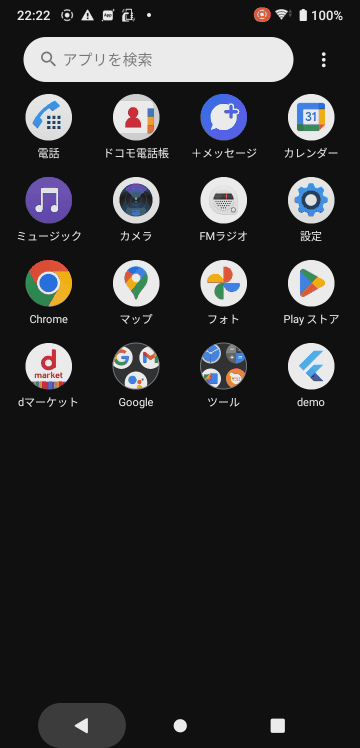 22:22 100%
アプリを検索
31
電話 ドコモ電話帳 ＋メッセージ カレンダー
ミュージック カメラ FMラジオ 設定
Chrome マップ フォト Play ストア
d
market
dマーケット Google ツール demo